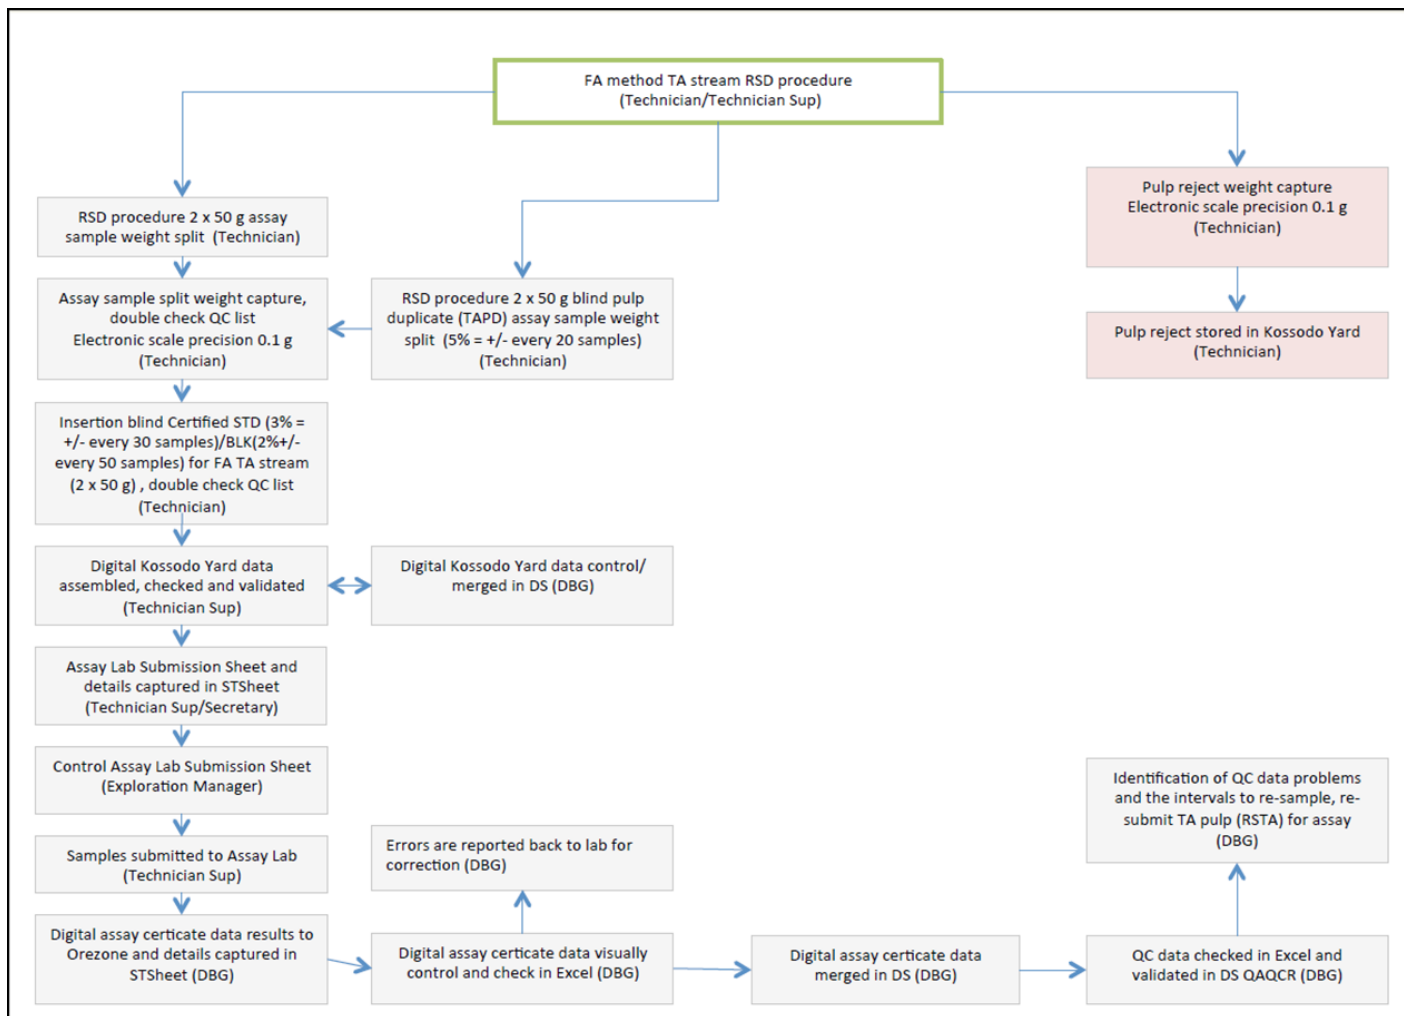 FA method TA stream RSD procedure
(Technician/Technician Sup)
RSD procedure 2 x 50 g assay
sample weight split  (Technician)
Assay sample split weight capture,
double check QC list
Electronic scale precision 0.1 g
(Technician)
RSD procedure 2 x 50 g blind pulp
duplicate (TAPD) assay sample weight
split  (5% = +/- every 20 samples)
(Technician)
Pulp reject weight capture
Electronic scale precision 0.1 g
(Technician)
Pulp reject stored in Kossodo Yard
(Technician)
Insertion blind Certified STD (3% =
+/- every 30 samples)/BLK(2%+/-
every 50 samples) for FA TA stream
(2 x 50 g) , double check QC list
(Technician)
Digital Kossodo Yard data
assembled, checked and validated
(Technician Sup)
Digital Kossodo Yard data control/
merged in DS (DBG)
Assay Lab Submission Sheet and
details captured in STSheet
(Technician Sup/Secretary)
Control Assay Lab Submission Sheet
(Exploration Manager)
Samples submitted to Assay Lab
(Technician Sup)
Digital assay certicate data results to
Orezone and details captured in
STSheet (DBG)
Errors are reported back to lab for
correction (DBG)
Digital assay certicate data visually
control and check in Excel (DBG)
Digital assay certicate data
merged in DS (DBG)
Identification of QC data problems
and the intervals to re-sample, re-
submit TA pulp (RSTA) for assay
(DBG)
QC data checked in Excel and
validated in DS QAQCR (DBG)